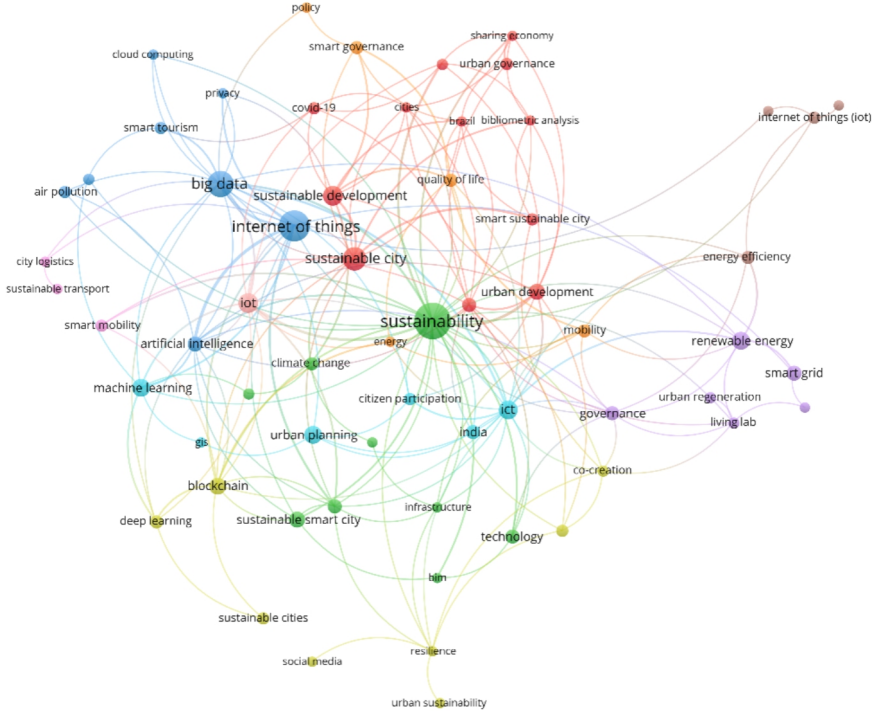 policy
sharing economy
smart governance
cloud computing
urban governance
privacy
covid-19
cities
internet of things (iot)
brazil
bibliometric analysis
smart tourism
quality of life
big data
air pollution
sustainable development
smart sustainable city
internet of things
sustainable city
energy efficiency
city logistics
sustainable transport
urban development
iot
sustainability
smart mobility
mobility
energy
renewable energy
artificial intelligence
climate change
smart grid
machine learning
citizen participation
urban regeneration
ict
governance
living lab
urban planning
india
gis
co-creation
blockchain
infrastructure
deep learning
sustainable smart city
technology
bim
sustainable cities
resilience
social media
urban sustainability